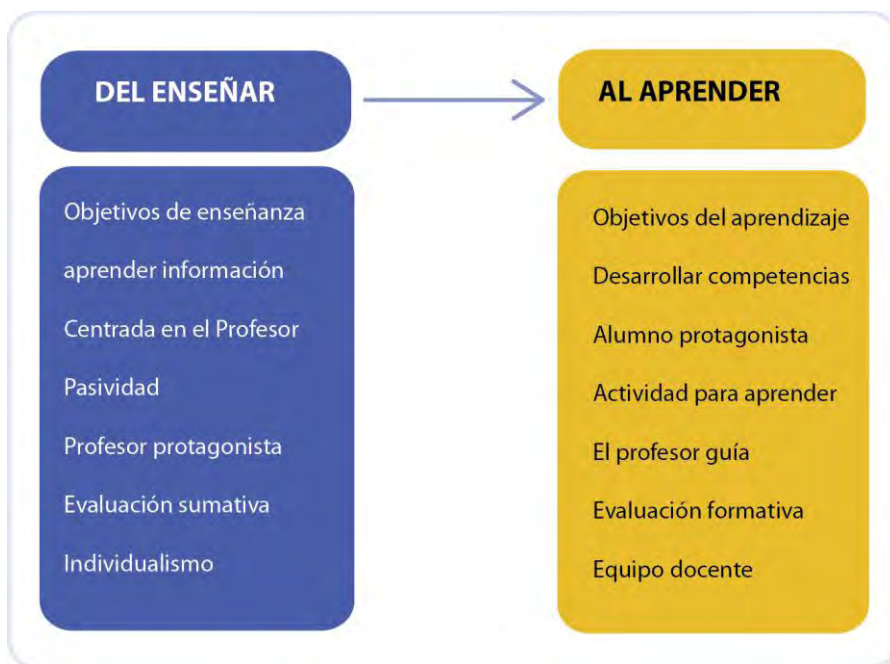 DEL ENSEÑAR
AL APRENDER
Objetivos de enseñanza
aprender información
Centrada en el Profesor
Pasividad
Profesor protagonista
Evaluación sumativa
Individualismo
Objetivos del aprendizaje
Desarrollar competencias
Alumno protagonista
Actividad para aprender
El profesor guía
Evaluación formativa
Equipo docente